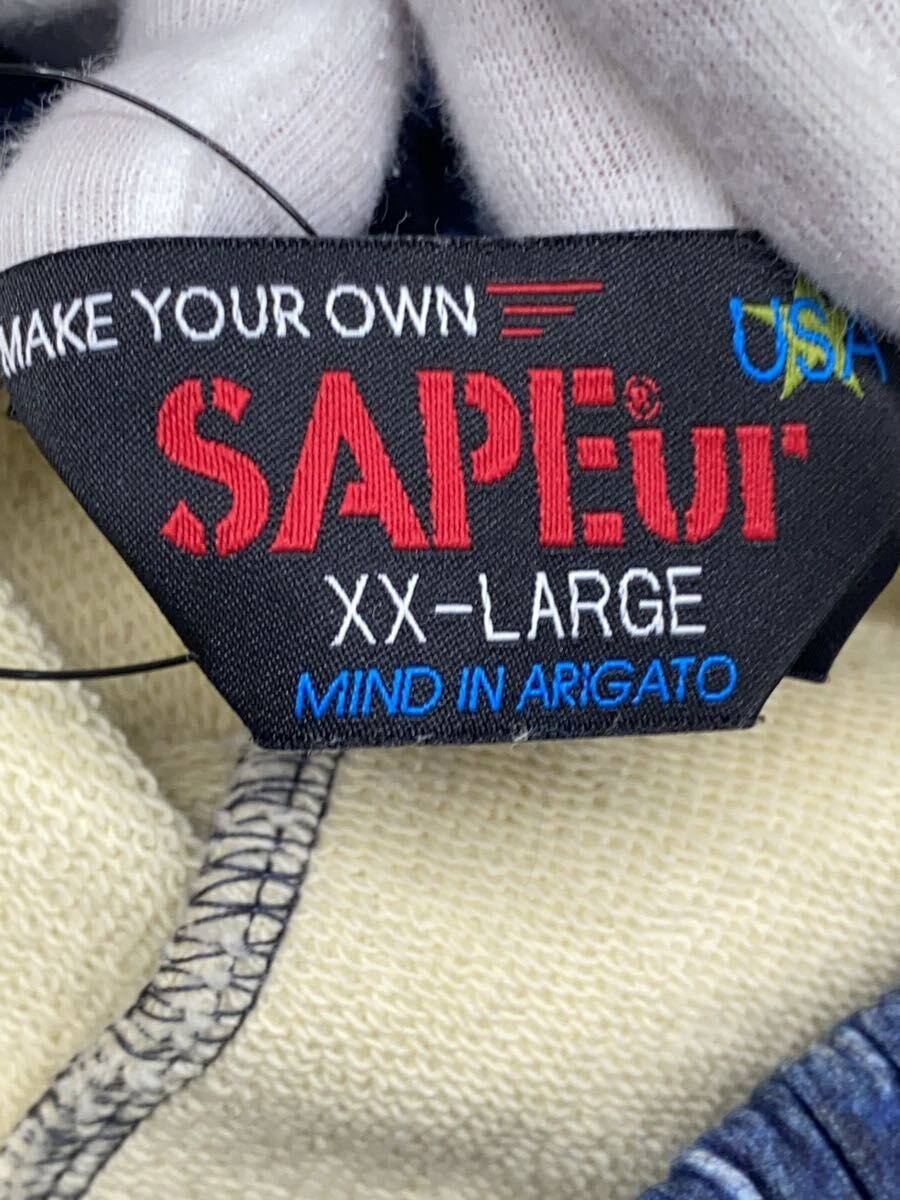 MAKE YOUR OWN
USA
SAPEur®
XX-LARGE
MIND IN ARIGATO